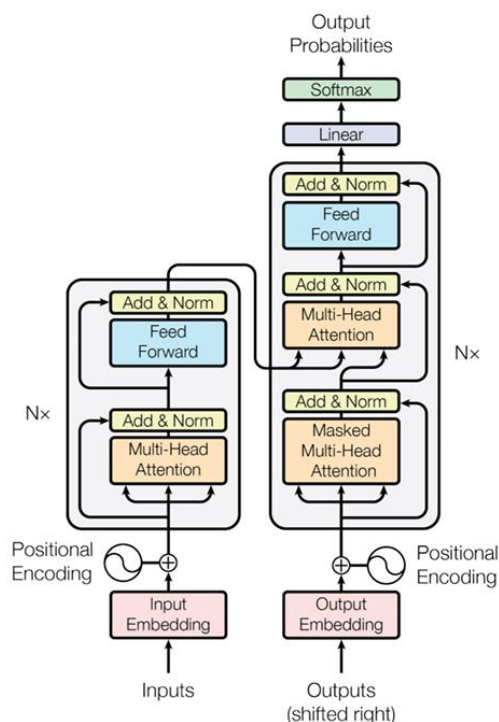 Output
Probabilities
Softmax
Linear
Add & Norm
Feed
Forward
Add & Norm
Multi-Head
Attention
Add & Norm
Masked
Multi-Head
Attention
Nx
Positional
Encoding
Output
Embedding
Outputs
(shifted right)
Add & Norm
Feed
Forward
Add & Norm
Multi-Head
Attention
Nx
Positional
Encoding
Input
Embedding
Inputs